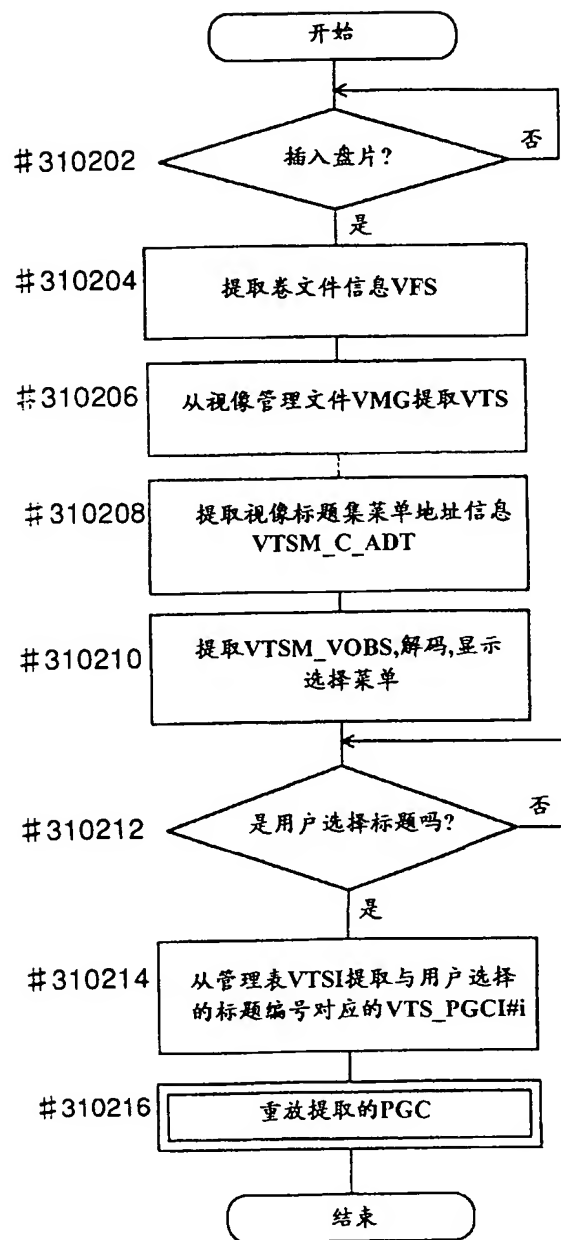 开始
否
#310202
插入盘片?
是
#310204
提取卷文件信息VFS
#310206
从视像管理文件VMG提取VTS
#310208
提取视像标题集菜单地址信息
VTSM_C_ADT
#310210
提取VTSM_VOBS,解码,显示
选择菜单
否
#310212
是用户选择标题吗?
是
#310214
从管理表VTSI提取与用户选择
的标题编号对应的VTS_PGCI#i
#310216
重放提取的PGC
结束